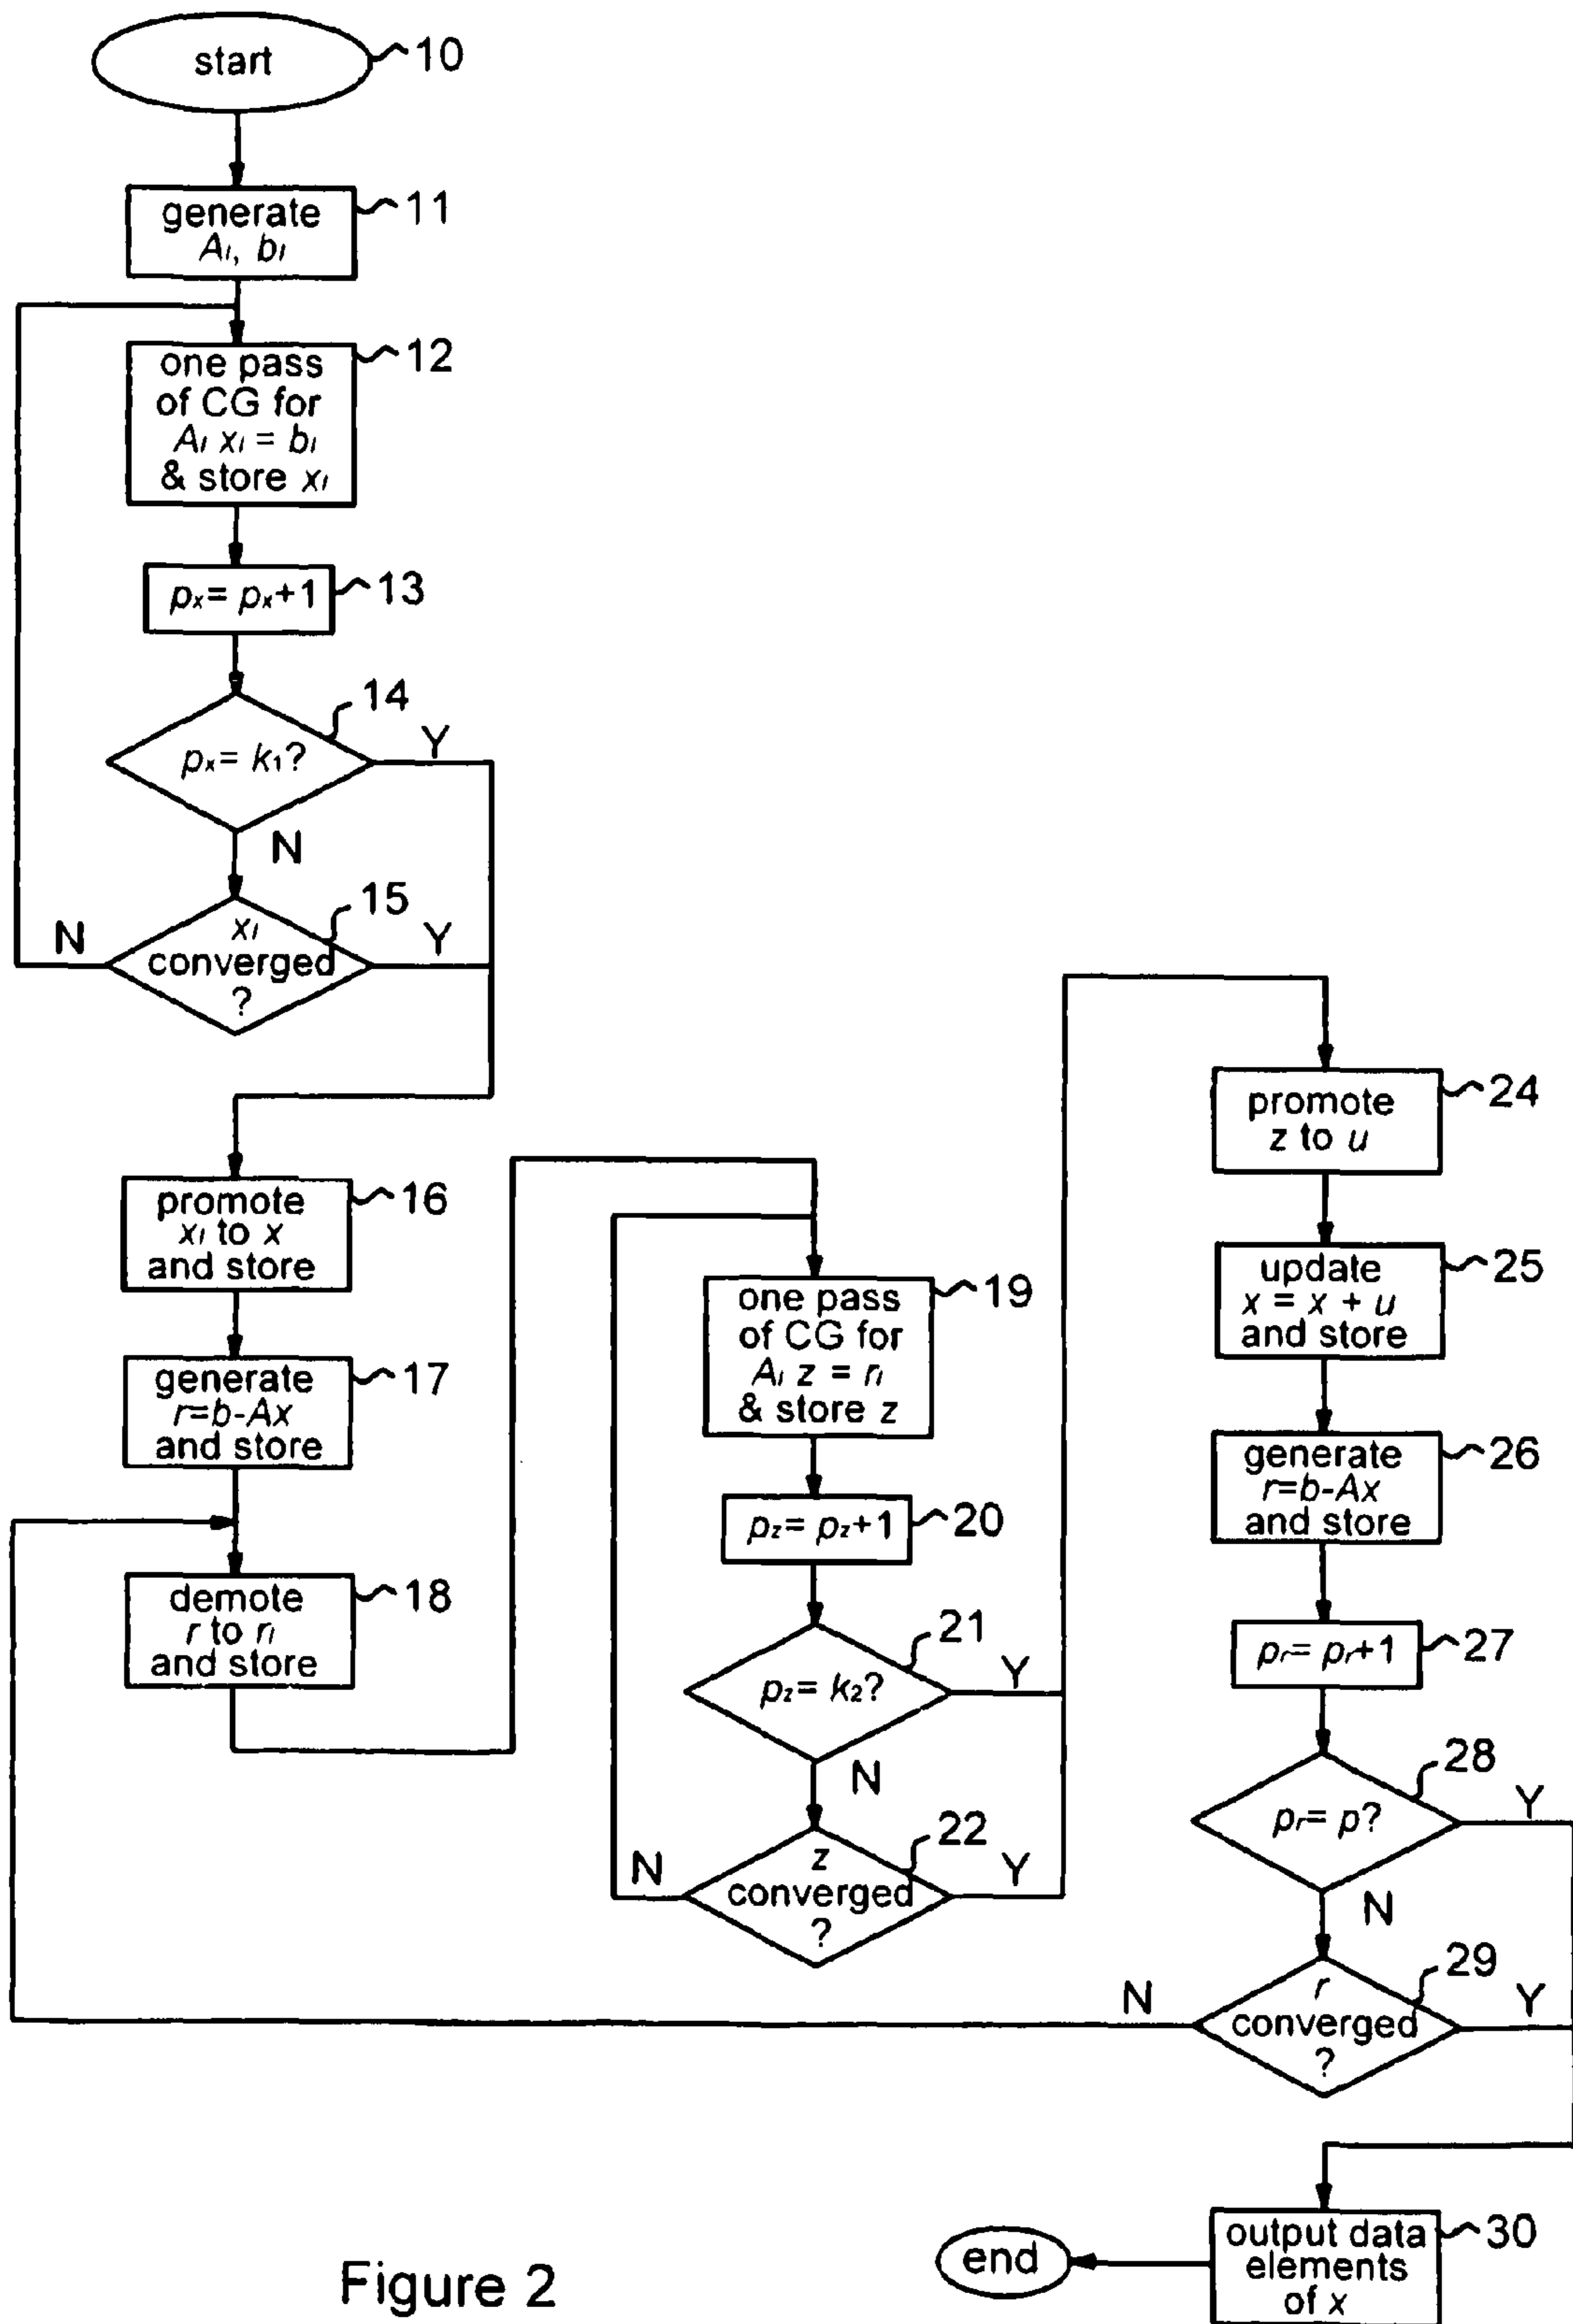 start
10
generate
Aₗ, bₗ
11
one pass
of CG for
Aₗ xₗ = bₗ
& store xₗ
12
pₓ= pₓ+1
13
pₓ= k₁?
14
Y
N
xₗ
converged
?
15
N
Y
promote
xₗ to x
and store
16
generate
r=b-Ax
and store
17
demote
r to rₗ
and store
18
one pass
of CG for
Aₗ z = rₗ
& store z
19
p_z= p_z+1
20
p_z= k₂?
21
Y
N
z
converged
?
22
N
Y
promote
z to u
24
update
x = x + u
and store
25
generate
r=b-Ax
and store
26
pᵣ= pᵣ+1
27
pᵣ= p?
28
Y
N
r
converged
?
29
N
Y
output data
elements
of x
30
end
Figure 2